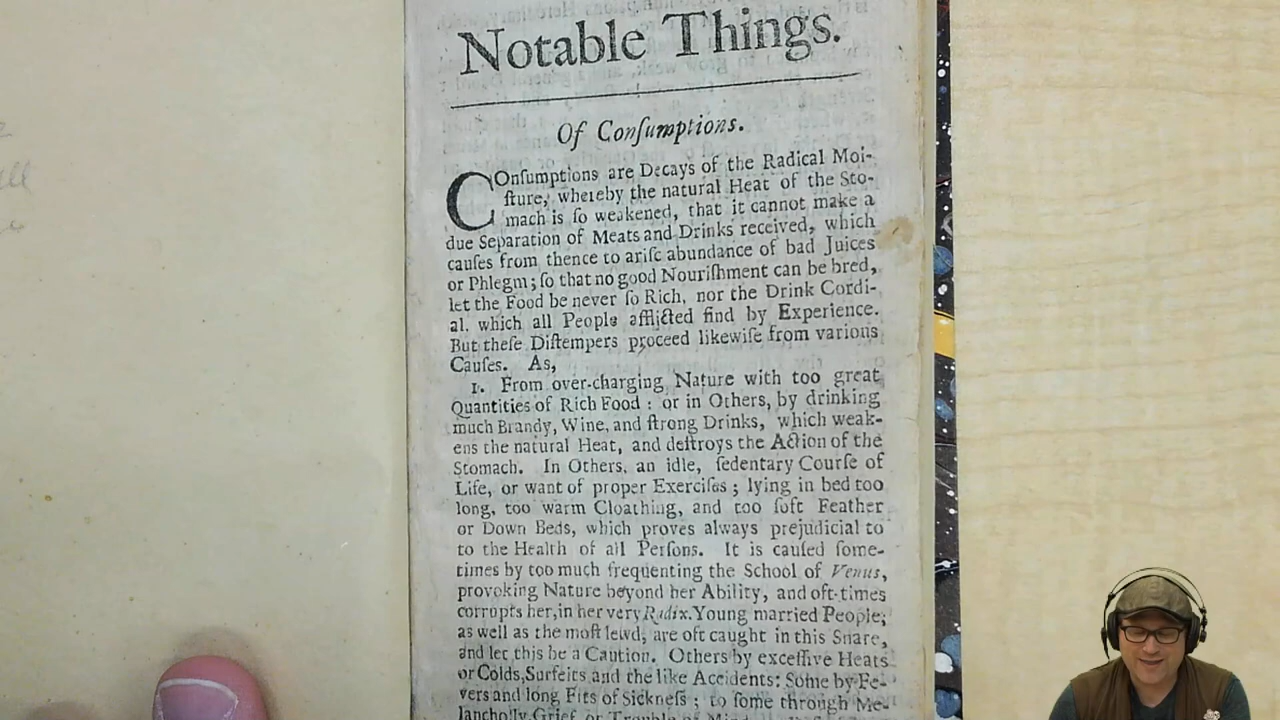 Notable Things.
Of Conſumptions.
COnſumptions are Decays of the Radical Moi-
ſture, whereby the natural Heat of the Sto-
mach is ſo weakened, that it cannot make a
due Separation of Meats and Drinks received, which
cauſes from thence to ariſe abundance of bad Juices
or Phlegm; ſo that no good Nouriſhment can be bred,
let the Food be never ſo Rich, nor the Drink Cordi-
al, which all People afflicted find by Experience.
But theſe Diſtempers proceed likewiſe from various
Cauſes. As,
1. From over-charging Nature with too great
Quantities of Rich Food : or in Others, by drinking
much Brandy, Wine, and ſtrong Drinks, which weak-
ens the natural Heat, and deſtroys the Action of the
Stomach. In Others, an idle, ſedentary Courſe of
Life, or want of proper Exerciſes ; lying in bed too
long, too warm Cloathing, and too ſoft Feather
or Down Beds, which proves always prejudicial to
to the Health of all Perſons. It is cauſed ſome-
times by too much frequenting the School of Venus,
provoking Nature beyond her Ability, and oft-times
corrupts her, in her very Radix. Young married People,
as well as the moſt lewd, are oft caught in this Snare,
and let this be a Caution. Others by exceſſive Heats
or Colds, Surfeits and the like Accidents: Some by Fe-
vers and long Fits of Sickneſs ; to ſome through Me-
lancholly, Grief, or Trouble of Mind